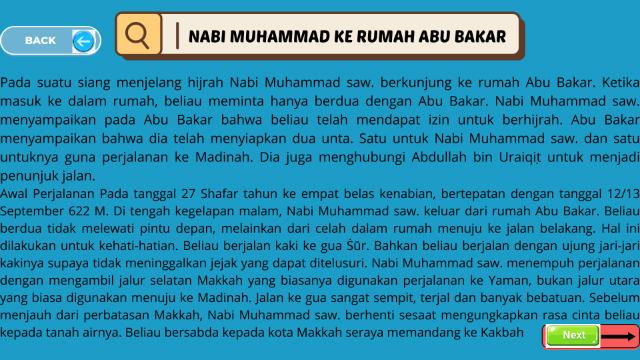 BACK
NABI MUHAMMAD KE RUMAH ABU BAKAR
Pada suatu siang menjelang hijrah Nabi Muhammad saw. berkunjung ke rumah Abu Bakar. Ketika
masuk ke dalam rumah, beliau meminta hanya berdua dengan Abu Bakar. Nabi Muhammad saw.
menyampaikan pada Abu Bakar bahwa beliau telah mendapat izin untuk berhijrah. Abu Bakar
menyampaikan bahwa dia telah menyiapkan dua unta. Satu untuk Nabi Muhammad saw. dan satu
untuknya guna perjalanan ke Madinah. Dia juga menghubungi Abdullah bin Uraiqiṭ untuk menjadi
penunjuk jalan.
Awal Perjalanan Pada tanggal 27 Shafar tahun ke empat belas kenabian, bertepatan dengan tanggal 12/13
September 622 M. Di tengah kegelapan malam, Nabi Muhammad saw. keluar dari rumah Abu Bakar. Beliau
berdua tidak melewati pintu depan, melainkan dari celah dalam rumah menuju ke jalan belakang. Hal ini
dilakukan untuk kehati-hatian. Beliau berjalan kaki ke gua Śūr. Bahkan beliau berjalan dengan ujung jari-jari
kakinya supaya tidak meninggalkan jejak yang dapat ditelusuri. Nabi Muhammad saw. menempuh perjalanan
dengan mengambil jalur selatan Makkah yang biasanya digunakan perjalanan ke Yaman, bukan jalur utara
yang biasa digunakan menuju ke Madinah. Jalan ke gua sangat sempit, terjal dan banyak bebatuan. Sebelum
menjauh dari perbatasan Makkah, Nabi Muhammad saw. berhenti sesaat mengungkapkan rasa cinta beliau
kepada tanah airnya. Beliau bersabda kepada kota Makkah seraya memandang ke Kakbah
Next